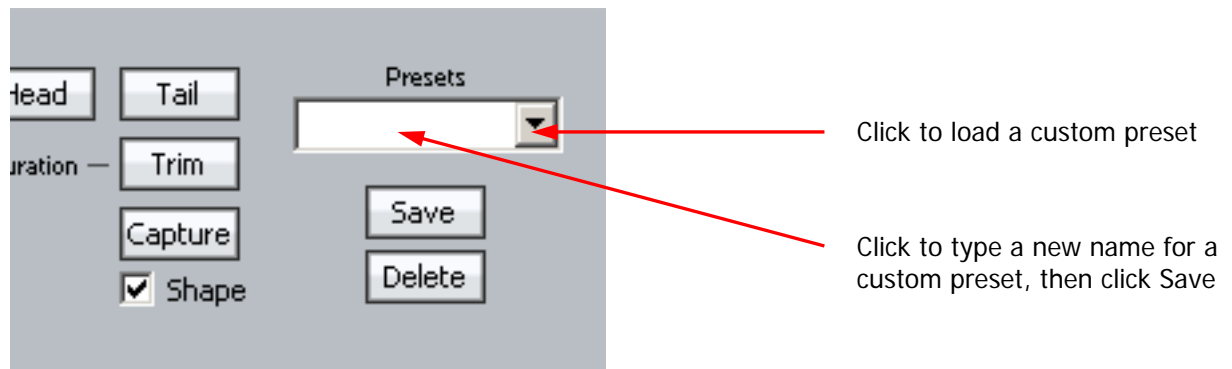 Head
Tail
Presets
uration
Trim
Capture
Shape
Save
Delete
Click to load a custom preset
Click to type a new name for a
custom preset, then click Save